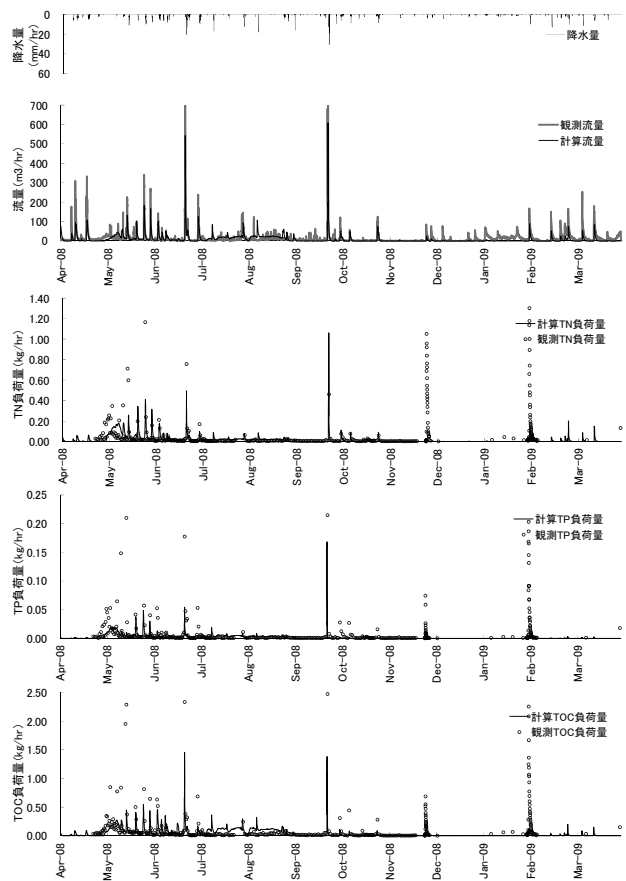 降水量
(mm/hr)
0
20
40
60
降水量
流量(m3/hr)
700
600
500
400
300
200
100
0
観測流量
計算流量
Apr-08
May-08
Jun-08
Jul-08
Aug-08
Sep-08
Oct-08
Nov-08
Dec-08
Jan-09
Feb-09
Mar-09
TN負荷量(kg/hr)
1.40
1.20
1.00
0.80
0.60
0.40
0.20
0.00
計算TN負荷量
観測TN負荷量
Apr-08
May-08
Jun-08
Jul-08
Aug-08
Sep-08
Oct-08
Nov-08
Dec-08
Jan-09
Feb-09
Mar-09
TP負荷量(kg/hr)
0.25
0.20
0.15
0.10
0.05
0.00
計算TP負荷量
観測TP負荷量
Apr-08
May-08
Jun-08
Jul-08
Aug-08
Sep-08
Oct-08
Nov-08
Dec-08
Jan-09
Feb-09
Mar-09
TOC負荷量(kg/hr)
2.50
2.00
1.50
1.00
0.50
0.00
計算TOC負荷量
観測TOC負荷量
Apr-08
May-08
Jun-08
Jul-08
Aug-08
Sep-08
Oct-08
Nov-08
Dec-08
Jan-09
Feb-09
Mar-09